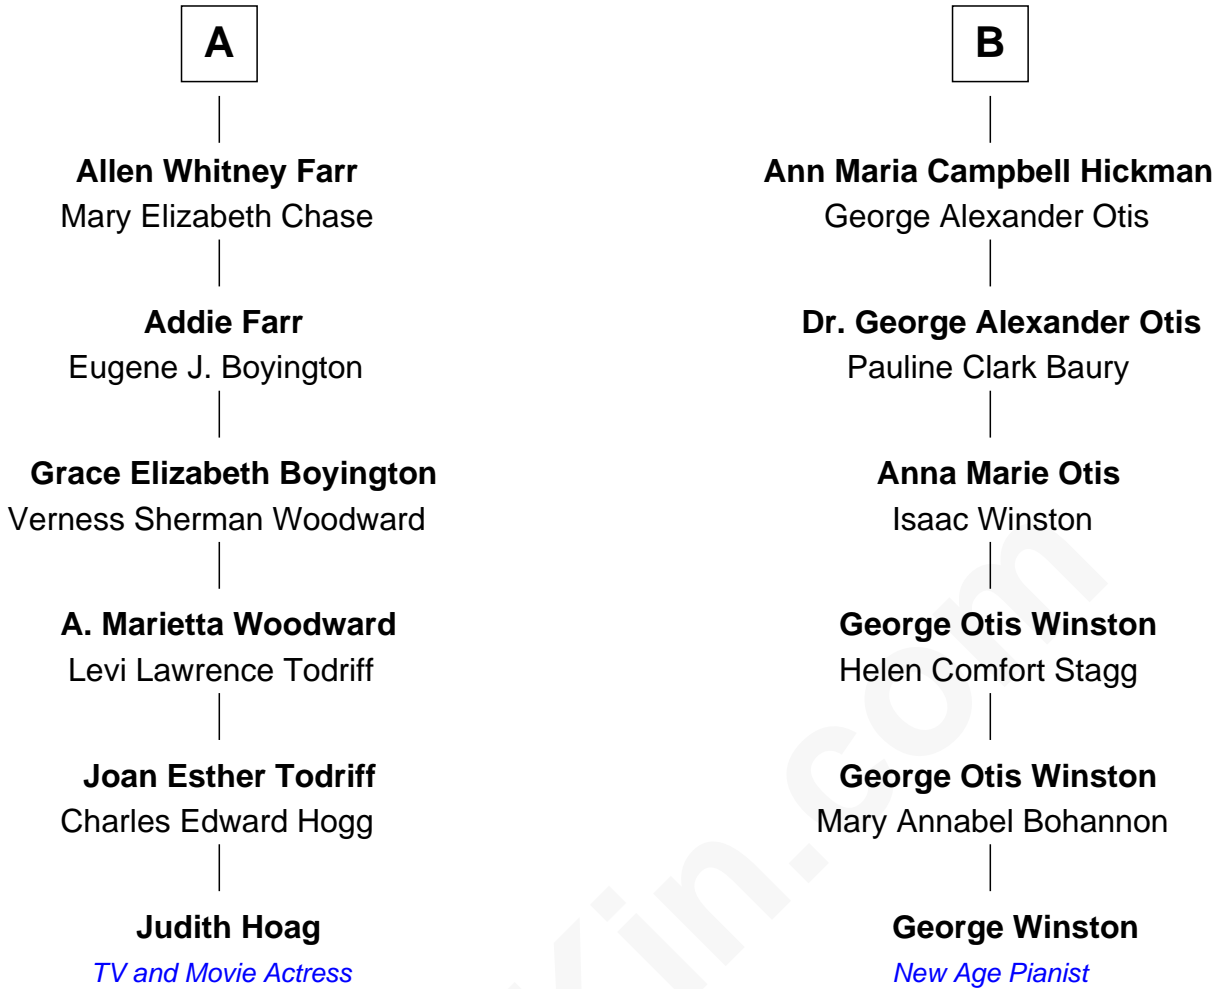 A
Allen Whitney Farr
Mary Elizabeth Chase
Addie Farr
Eugene J. Boyington
Grace Elizabeth Boyington
Verness Sherman Woodward
A. Marietta Woodward
Levi Lawrence Todriff
Joan Esther Todriff
Charles Edward Hogg
Judith Hoag
TV and Movie Actress
B
Ann Maria Campbell Hickman
George Alexander Otis
Dr. George Alexander Otis
Pauline Clark Baury
Anna Marie Otis
Isaac Winston
George Otis Winston
Helen Comfort Stagg
George Otis Winston
Mary Annabel Bohannon
George Winston
New Age Pianist
Kin.com